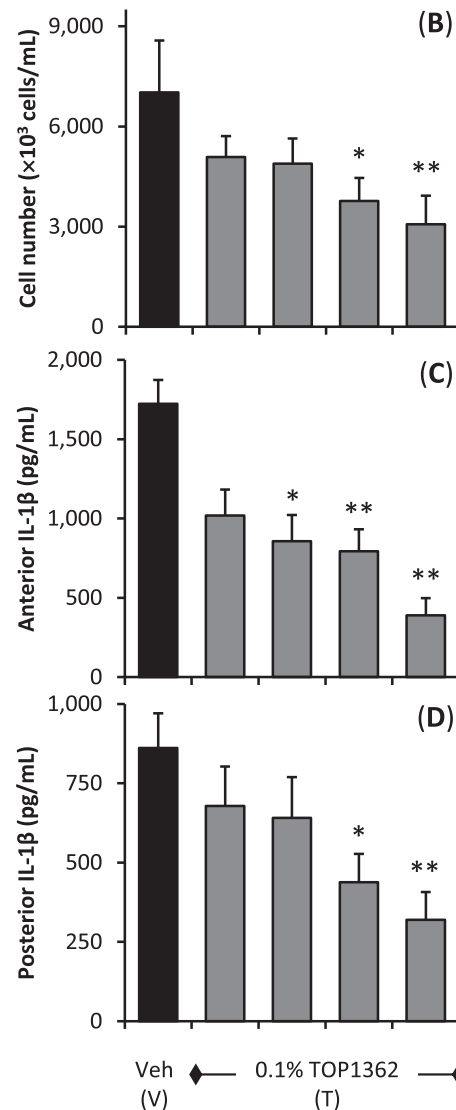 (B)
Cell number (×10³ cells/mL)
9,000
6,000
3,000
0
*
**
(C)
Anterior IL-1β (pg/mL)
2,000
1,500
1,000
500
0
*
**
**
(D)
Posterior IL-1β (pg/mL)
1,000
750
500
250
0
*
**
Veh
(V)
0.1% TOP1362
(T)